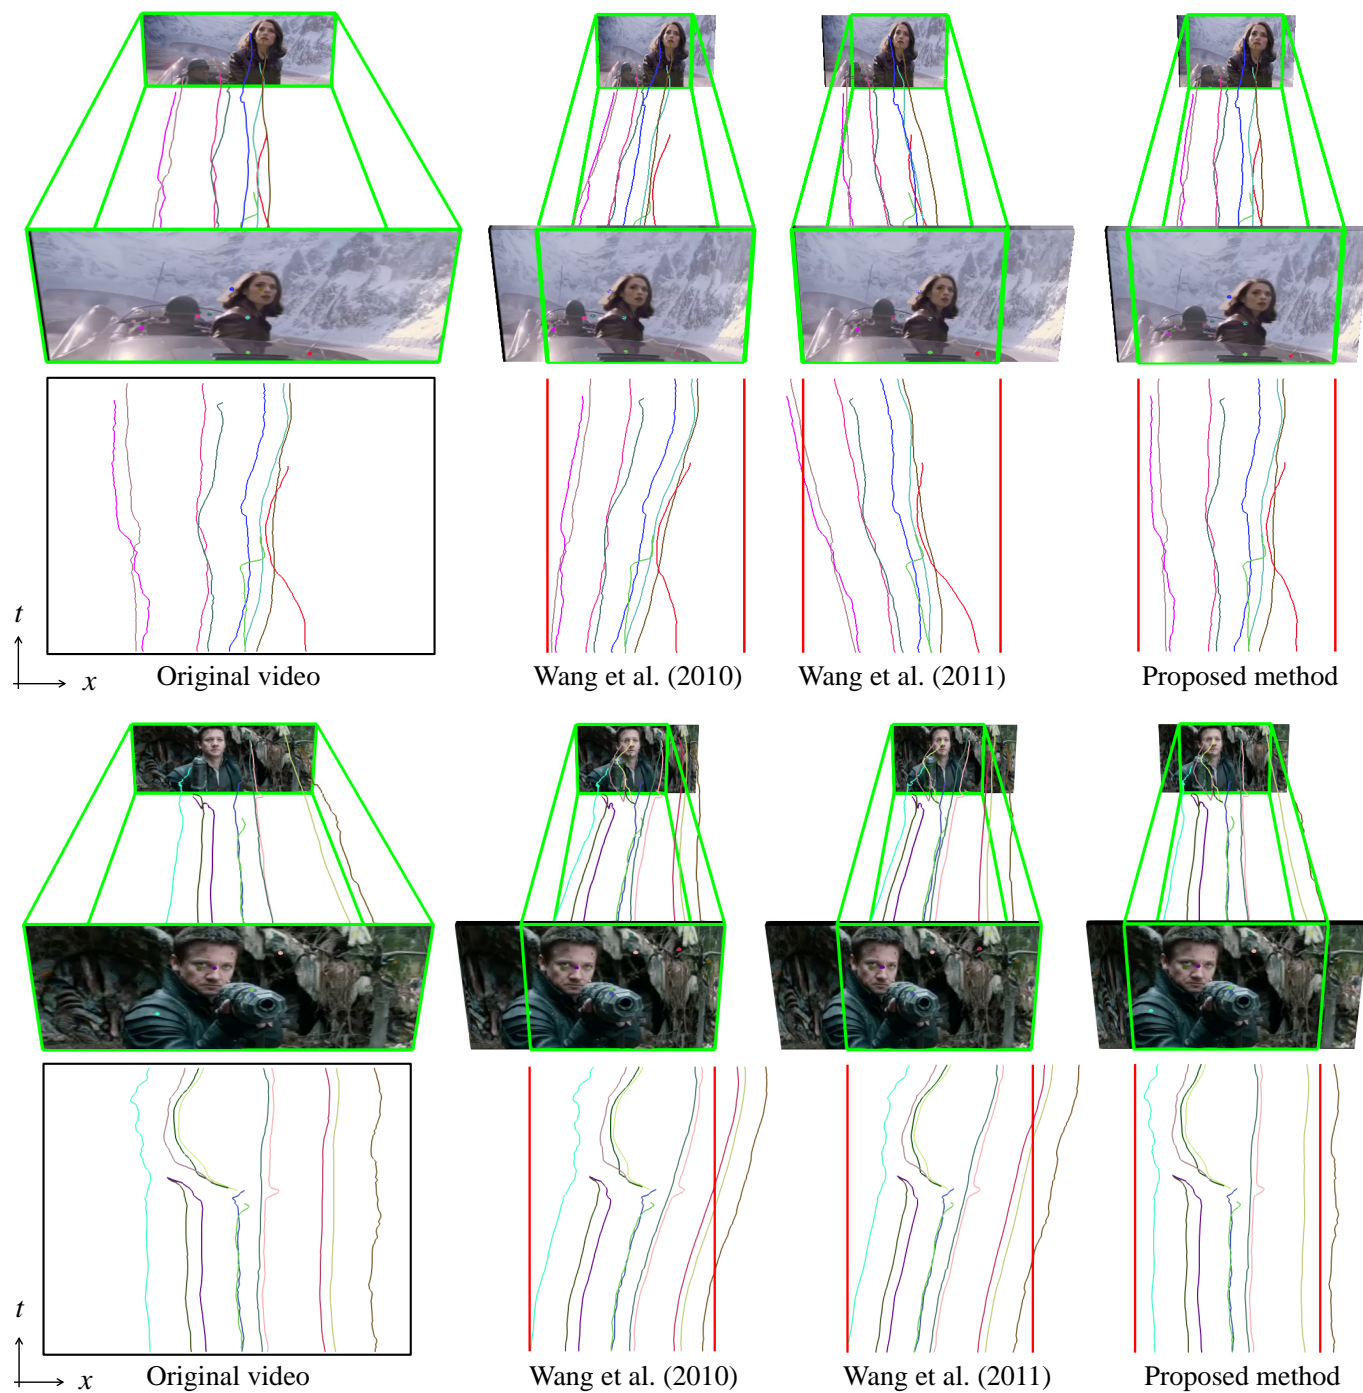 t
x
Original video
Wang et al. (2010)
Wang et al. (2011)
Proposed method
t
x
Original video
Wang et al. (2010)
Wang et al. (2011)
Proposed method